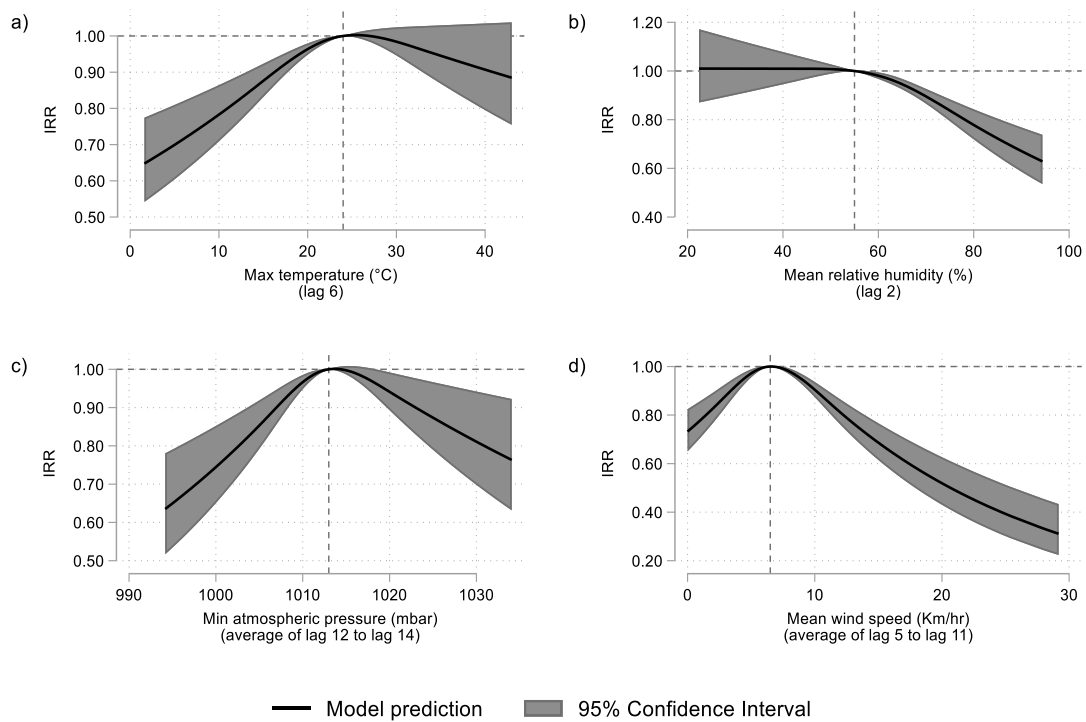 a)
1.00
0.90
0.80
0.70
0.60
0.50
IRR
0 10 20 30 40
Max temperature (°C)
(lag 6)
b)
1.20
1.00
0.80
0.60
0.40
IRR
20 40 60 80 100
Mean relative humidity (%)
(lag 2)
c)
1.00
0.90
0.80
0.70
0.60
0.50
IRR
990 1000 1010 1020 1030
Min atmospheric pressure (mbar)
(average of lag 12 to lag 14)
d)
1.00
0.80
0.60
0.40
0.20
IRR
0 10 20 30
Mean wind speed (Km/hr)
(average of lag 5 to lag 11)
Model prediction 95% Confidence Interval